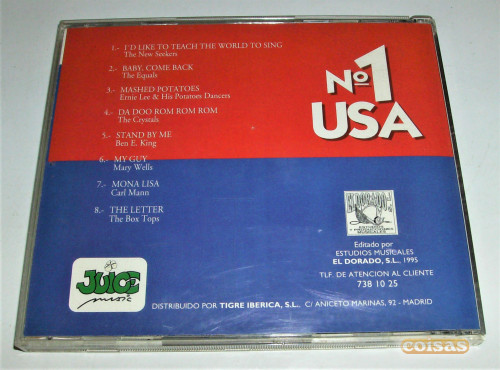 1.- I'D LIKE TO TEACH THE WORLD TO SING
The New Seekers
2.- BABY, COME BACK
The Equals
3.- MASHED POTATOES
Ernie Lee & His Potatoes Dancers
4.- DA DOO ROM ROM ROM
The Crystals
5.- STAND BY ME
Ben E. King
6.- MY GUY
Mary Wells
7.- MONA LISA
Carl Mann
8.- THE LETTER
The Box Tops
Nº1
USA
MUSICALES
Editado por
ESTUDIOS MUSICALES
EL DORADO, S.L., 1995
TLF. DE ATENCION AL CLIENTE
738 10 25
JUICE
music
DISTRIBUIDO POR TIGRE IBERICA, S.L. C/ ANICETO MARINAS, 92 - MADRID
coisas